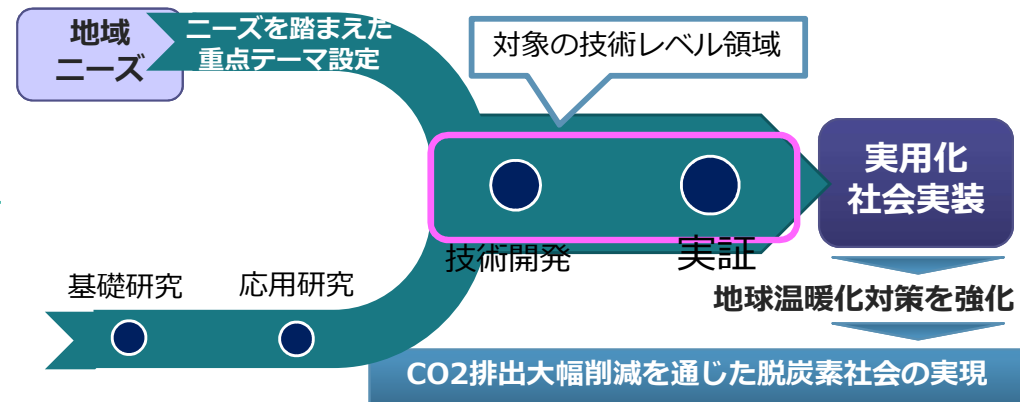 地域
ニーズ
ニーズを踏まえた
重点テーマ設定
対象の技術レベル領域
実用化
社会実装
技術開発
実証
基礎研究
応用研究
地球温暖化対策を強化
CO2排出大幅削減を通じた脱炭素社会の実現